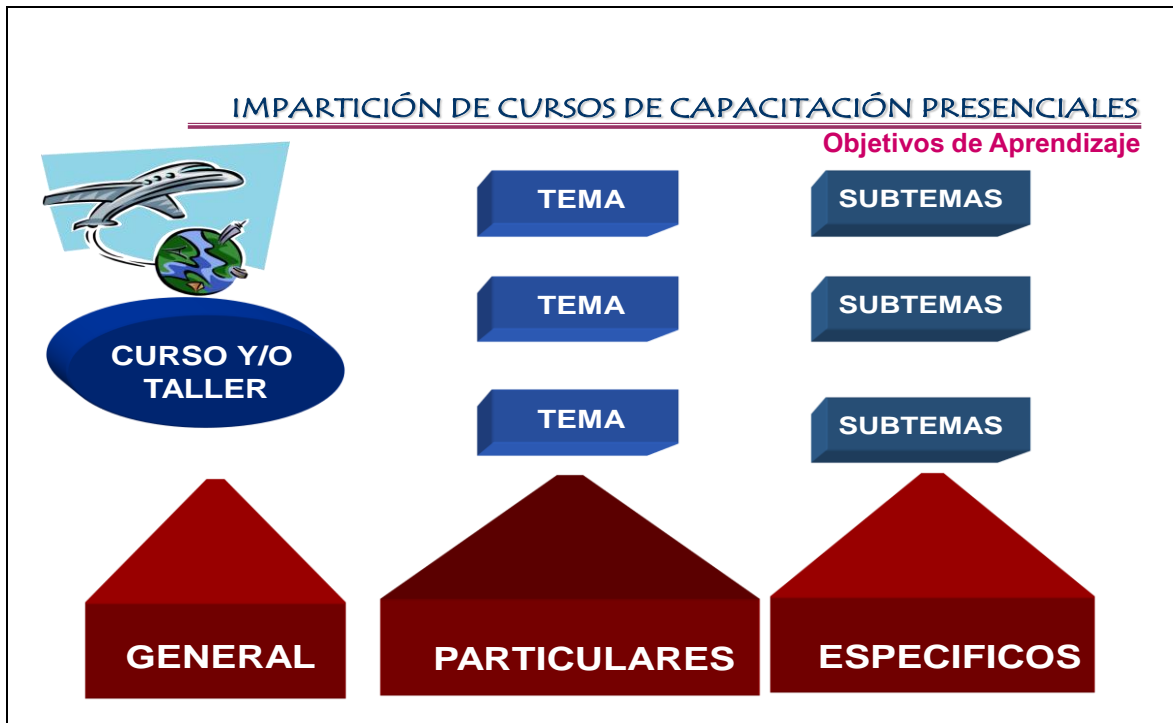 IMPARTICIÓN DE CURSOS DE CAPACITACIÓN PRESENCIALES
Objetivos de Aprendizaje
TEMA
SUBTEMAS
TEMA
SUBTEMAS
CURSO Y/O
TALLER
TEMA
SUBTEMAS
GENERAL
PARTICULARES
ESPECIFICOS